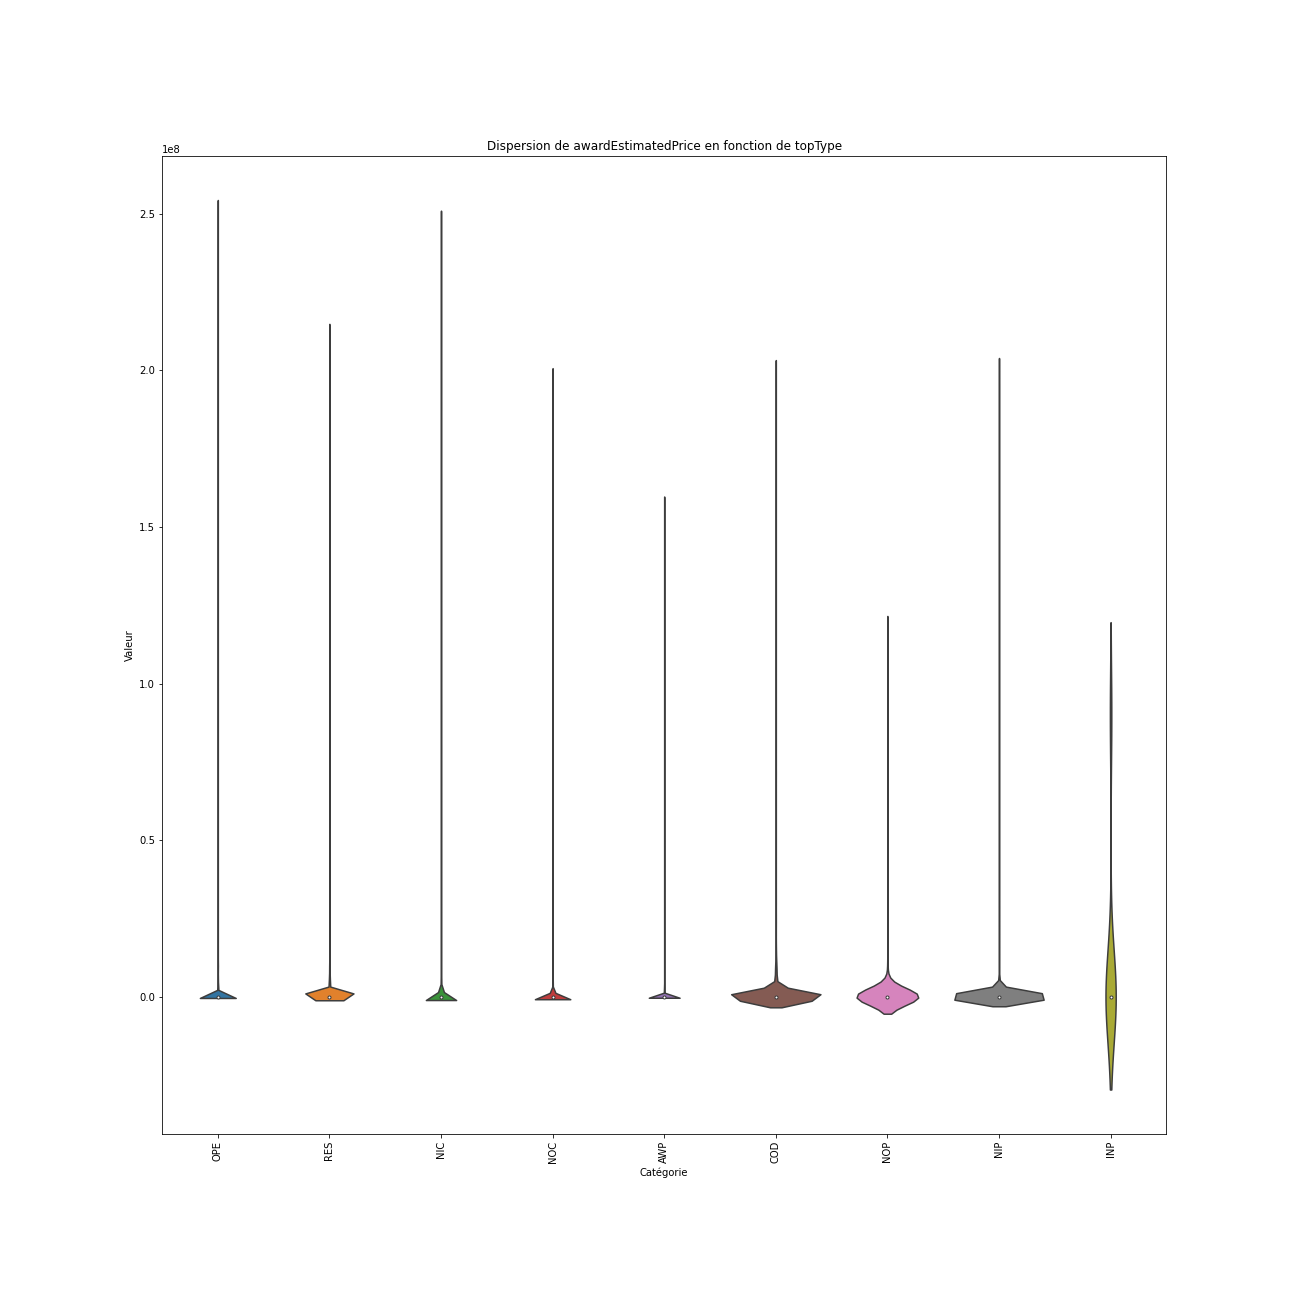 Dispersion de awardEstimatedPrice en fonction de topType
1e8
2.5
2.0
1.5
1.0
0.5
0.0
Valeur
OPE
RES
NIC
NOC
AWP
COD
NOP
NIP
INP
Catégorie